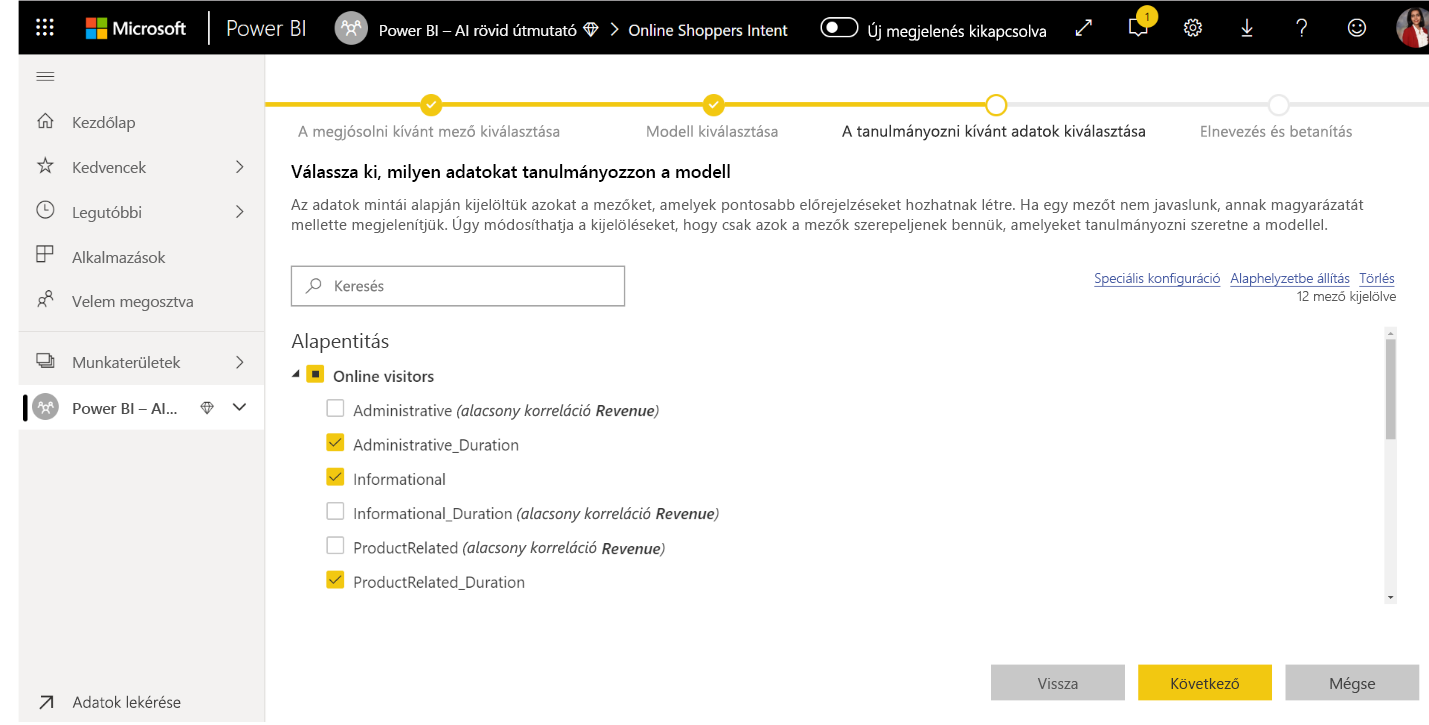 Microsoft Power BI Power BI – AI rövid útmutató > Online Shoppers Intent Új megjelenés kikapcsolva 1 ?
Kezdőlap
Kedvencek
Legutóbbi
Alkalmazások
Velem megosztva
Munkaterületek
Power BI – AI...
Adatok lekérése
A megjósolni kívánt mező kiválasztása Modell kiválasztása A tanulmányozni kívánt adatok kiválasztása Elnevezés és betanítás
Válassza ki, milyen adatokat tanulmányozzon a modell
Az adatok mintái alapján kijelöltük azokat a mezőket, amelyek pontosabb előrejelzéseket hozhatnak létre. Ha egy mezőt nem javaslunk, annak magyarázatát
mellette megjelenítjük. Úgy módosíthatja a kijelöléseket, hogy csak azok a mezők szerepeljenek bennük, amelyeket tanulmányozni szeretne a modellel.
Keresés
Speciális konfiguráció Alaphelyzetbe állítás Törlés
12 mező kijelölve
Alapentitás
Online visitors
Administrative (alacsony korreláció Revenue)
Administrative_Duration
Informational
Informational_Duration (alacsony korreláció Revenue)
ProductRelated (alacsony korreláció Revenue)
ProductRelated_Duration
Vissza Következő Mégse